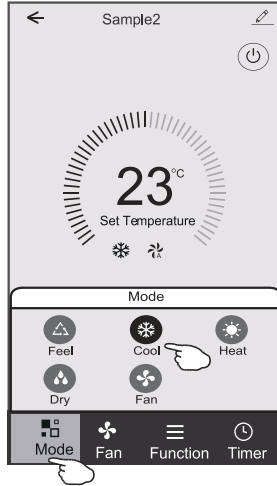 Sample2
23°C
Set Temperature
A
Mode
Feel Cool Heat
Dry Fan
Mode Fan Function Timer